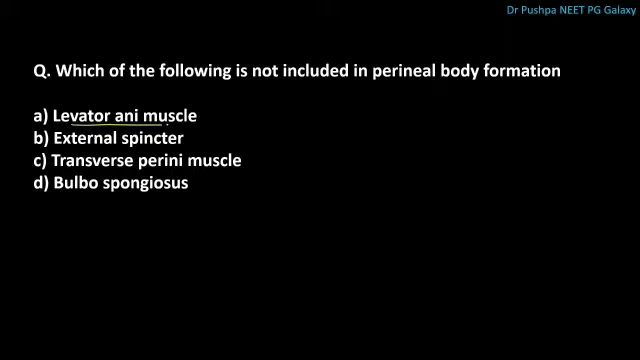 Dr Pushpa NEET PG Galaxy
Q. Which of the following is not included in perineal body formation
a) Levator ani muscle
b) External spincter
c) Transverse perini muscle
d) Bulbo spongiosus